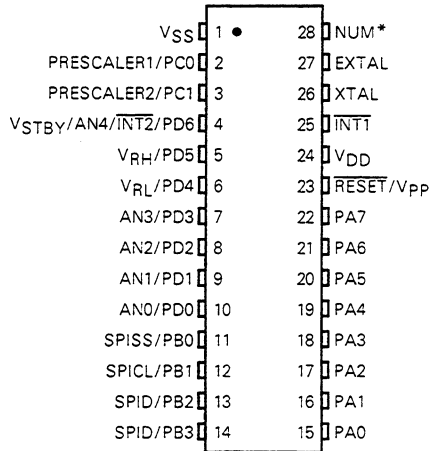 VSS 1 28 NUM*
PRESCALER1/PC0 2 27 EXTAL
PRESCALER2/PC1 3 26 XTAL
VSTBY/AN4/INT2/PD6 4 25 INT1
VRH/PD5 5 24 VDD
VRL/PD4 6 23 RESET/VPP
AN3/PD3 7 22 PA7
AN2/PD2 8 21 PA6
AN1/PD1 9 20 PA5
AN0/PD0 10 19 PA4
SPISS/PB0 11 18 PA3
SPICL/PB1 12 17 PA2
SPID/PB2 13 16 PA1
SPID/PB3 14 15 PA0